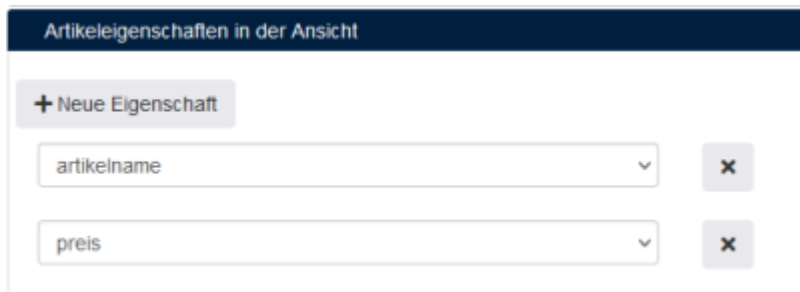 Artikeleigenschaften in der Ansicht
Neue Eigenschaft
artikelname
preis